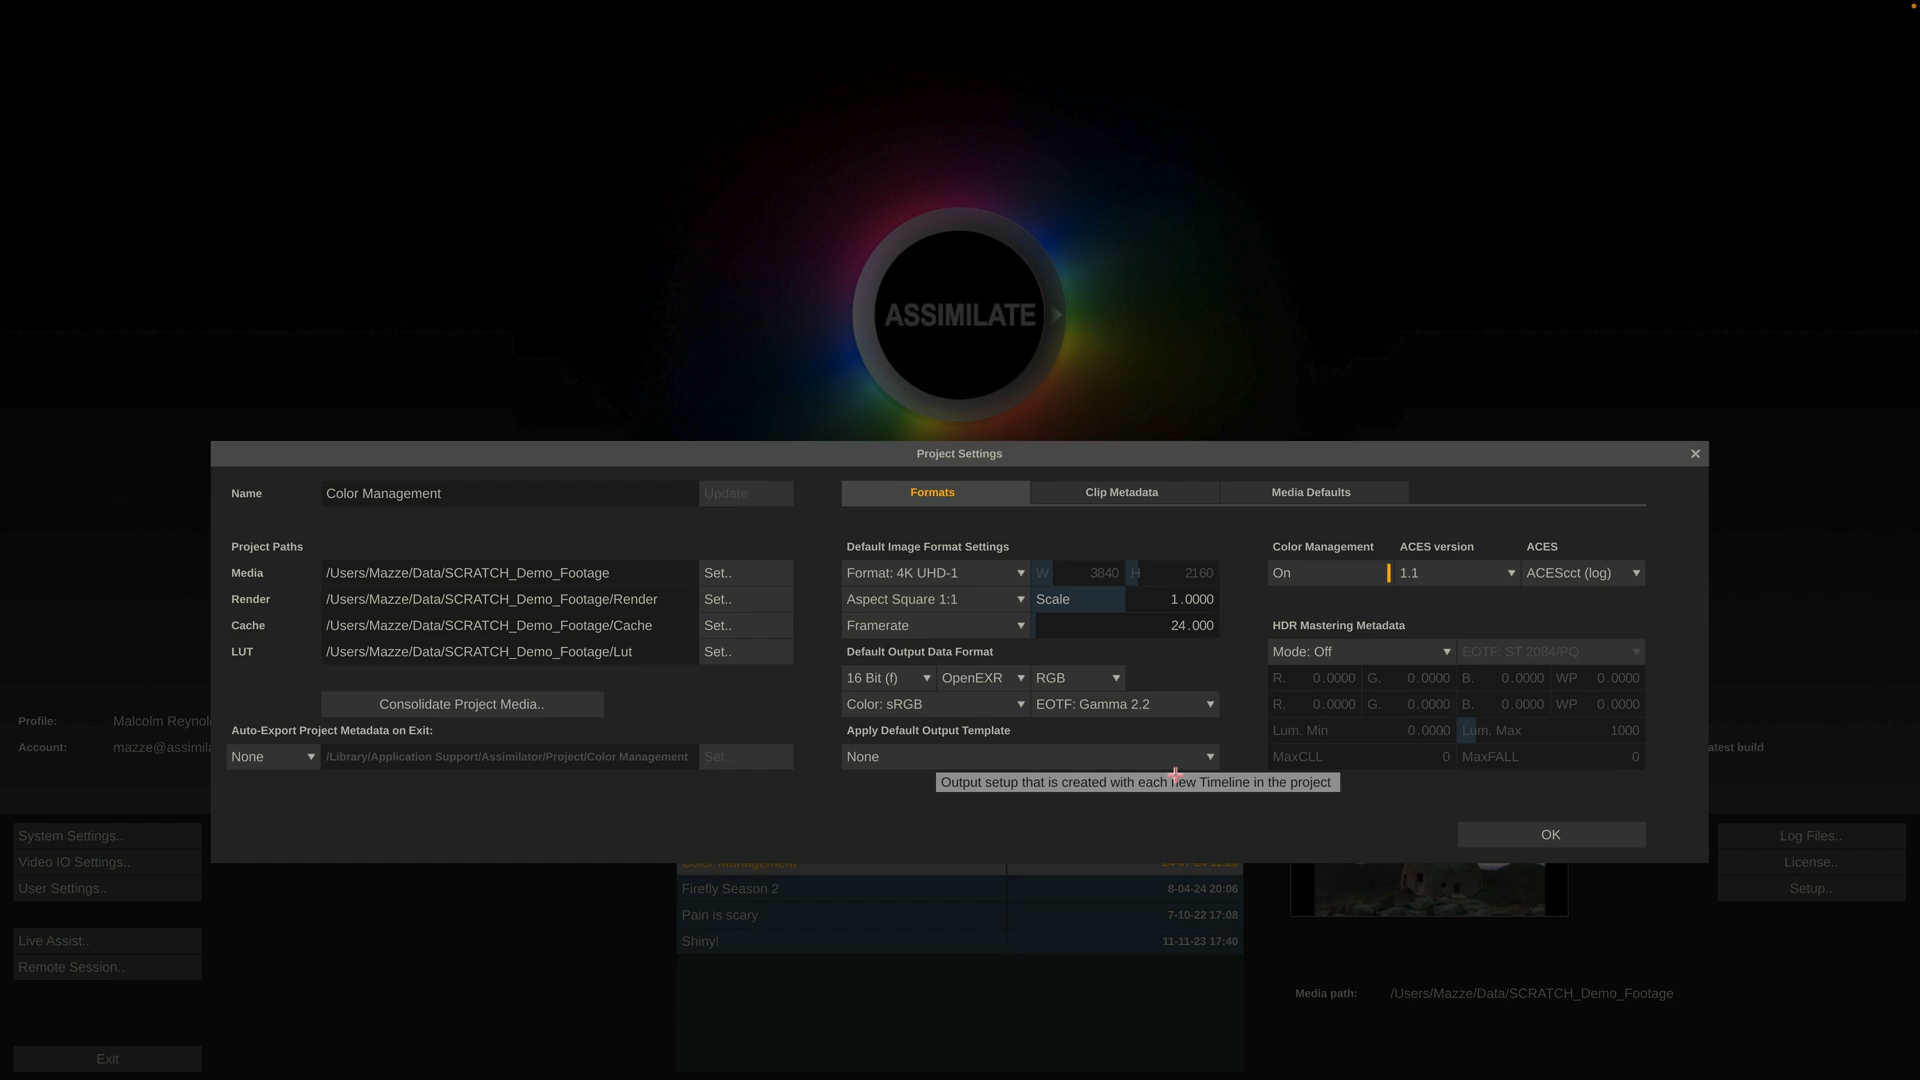 ASSIMILATE
Project Settings
Name
Color Management
Update
Formats
Clip Metadata
Media Defaults
Project Paths
Media
/Users/Mazze/Data/SCRATCH_Demo_Footage
Set..
Render
/Users/Mazze/Data/SCRATCH_Demo_Footage/Render
Set..
Cache
/Users/Mazze/Data/SCRATCH_Demo_Footage/Cache
Set..
LUT
/Users/Mazze/Data/SCRATCH_Demo_Footage/Lut
Set..
Consolidate Project Media..
Auto-Export Project Metadata on Exit:
None
/Library/Application Support/Assimilator/Project/Color Management
Set..
Default Image Format Settings
Format: 4K UHD-1
W 3840 H 2160
Aspect Square 1:1
Scale 1.0000
Framerate
24.000
Default Output Data Format
16 Bit (f)
OpenEXR
RGB
Color: sRGB
EOTF: Gamma 2.2
Apply Default Output Template
None
Output setup that is created with each new Timeline in the project
Color Management
ACES version
ACES
On
1.1
ACEScct (log)
HDR Mastering Metadata
Mode: Off
EOTF: ST 2084/PQ
R. 0.0000 G. 0.0000 B. 0.0000 WP 0.0000
R. 0.0000 G. 0.0000 B. 0.0000 WP 0.0000
Lum. Min 0.0000 Lum. Max 1000
MaxCLL 0 MaxFALL 0
OK
Profile: Malcolm Reynol
Account: mazze@assimila
atest build
System Settings..
Video IO Settings..
User Settings..
Live Assist..
Remote Session..
Exit
Color Management
Firefly Season 2 8-04-24 20:06
Pain is scary 7-10-22 17:08
Shiny! 11-11-23 17:40
Log Files..
License..
Setup..
Media path: /Users/Mazze/Data/SCRATCH_Demo_Footage